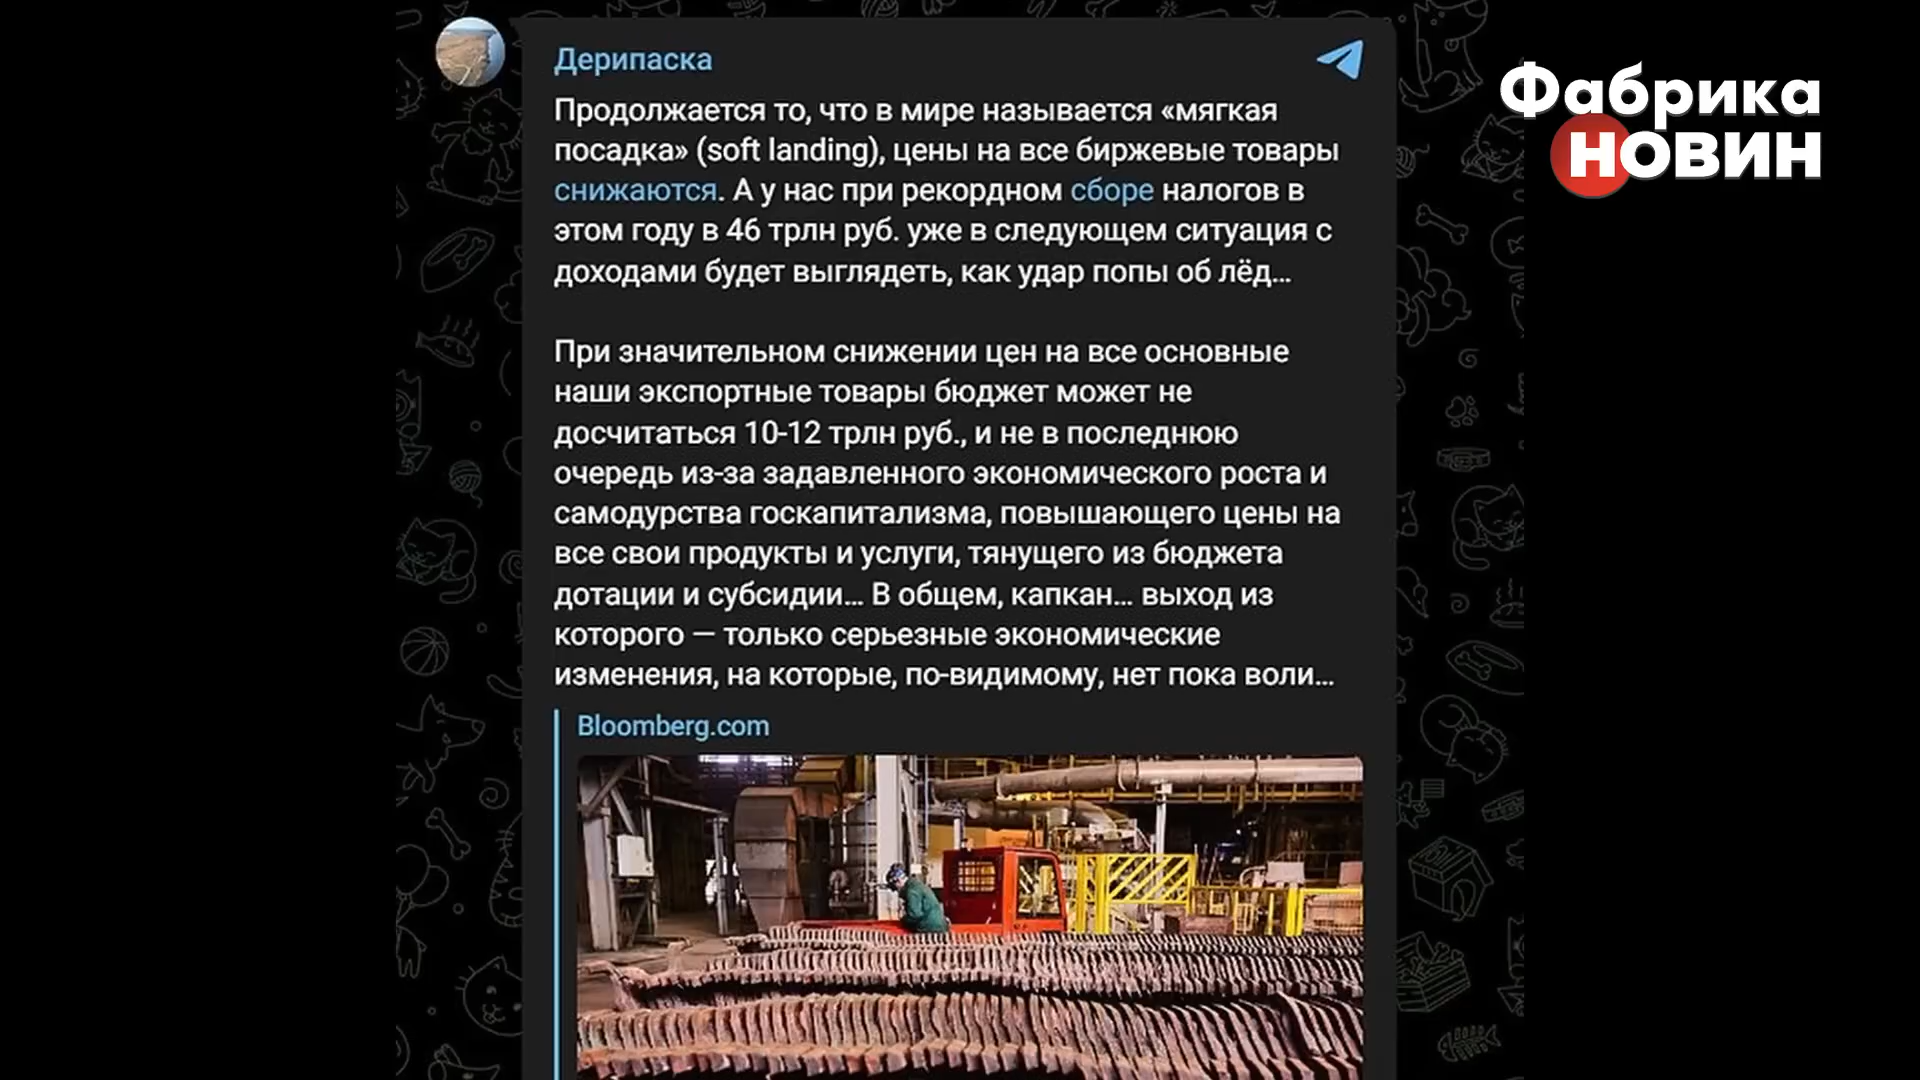 Дерипаска
Продолжается то, что в мире называется «мягкая
посадка» (soft landing), цены на все биржевые товары
снижаются. А у нас при рекордном сборе налогов в
этом году в 46 трлн руб. уже в следующем ситуация с
доходами будет выглядеть, как удар попы об лёд...
При значительном снижении цен на все основные
наши экспортные товары бюджет может не
досчитаться 10-12 трлн руб., и не в последнюю
очередь из-за задавленного экономического роста и
самодурства госкапитализма, повышающего цены на
все свои продукты и услуги, тянущего из бюджета
дотации и субсидии... В общем, капкан... выход из
которого — только серьезные экономические
изменения, на которые, по-видимому, нет пока воли...
Bloomberg.com
Фабрика
новин